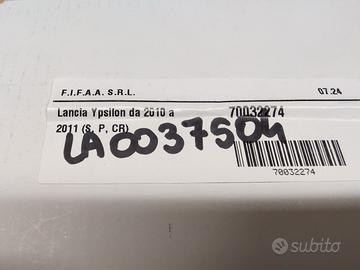 F.I.F.A.A. S.R.L. 07.24
Lancia Ypsilon da 2010 a 70032274
2011 (S, P, CR)
LA0037504
70032274
subito